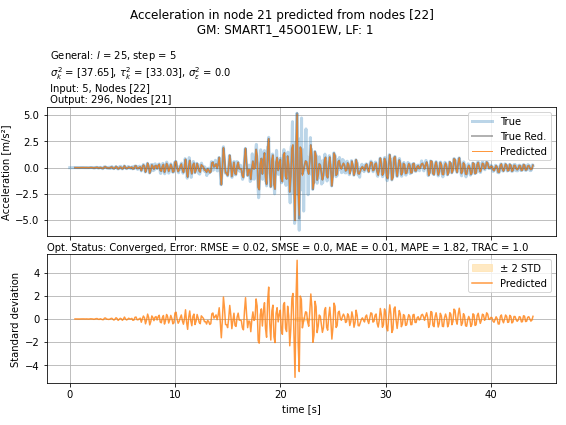 Acceleration in node 21 predicted from nodes [22]
GM: SMART1_45O01EW, LF: 1
General: l = 25, step = 5
σ²ₖ = [37.65], τ²ₖ = [33.03], σ²ε = 0.0
Input: 5, Nodes [22]
Output: 296, Nodes [21]
Acceleration [m/s²]
5.0
2.5
0.0
−2.5
−5.0
True
True Red.
Predicted
Opt. Status: Converged, Error: RMSE = 0.02, SMSE = 0.0, MAE = 0.01, MAPE = 1.82, TRAC = 1.0
Standard deviation
4
2
0
−2
−4
± 2 STD
Predicted
0 10 20 30 40
time [s]